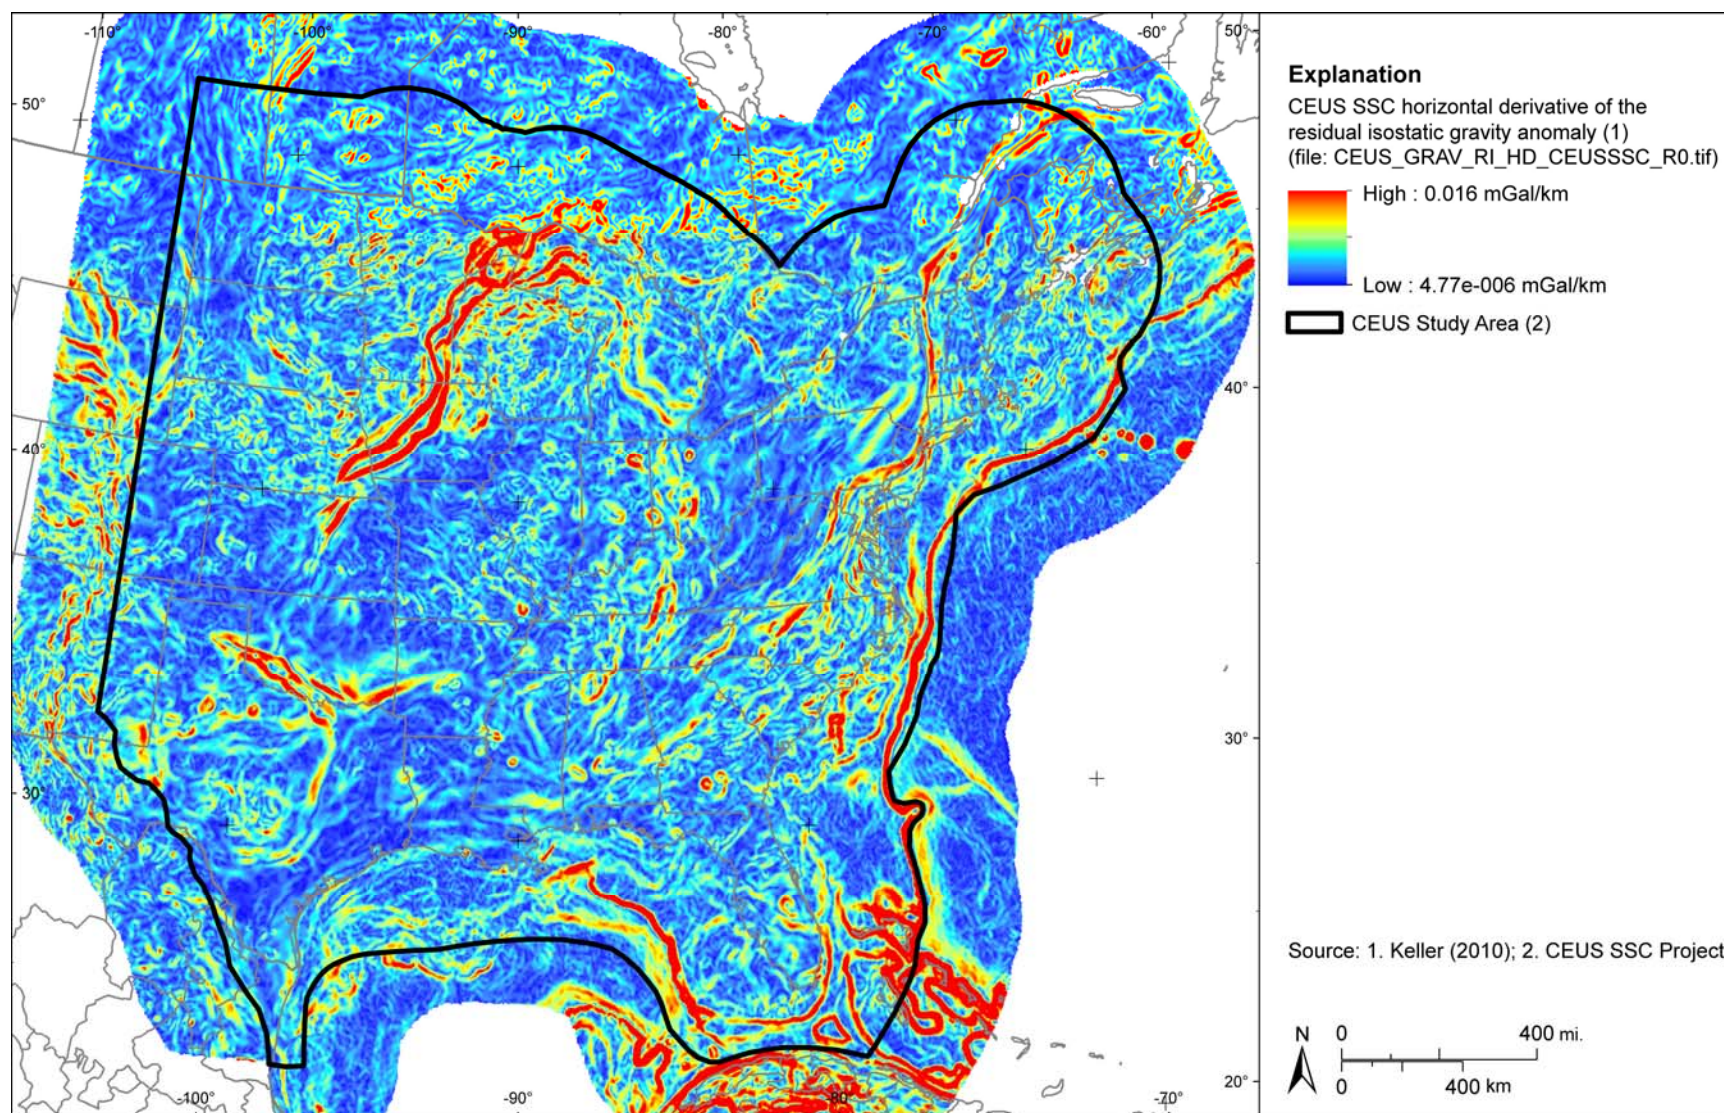 -110° -100° -90° -80° -70° -60° 50°
50°
40°
40°
30°
30°
20°
-100° -90° -80° -70°
Explanation
CEUS SSC horizontal derivative of the
residual isostatic gravity anomaly (1)
(file: CEUS_GRAV_RI_HD_CEUSSSC_R0.tif)
High : 0.016 mGal/km
Low : 4.77e-006 mGal/km
CEUS Study Area (2)
Source: 1. Keller (2010); 2. CEUS SSC Project
N 0 400 mi.
0 400 km